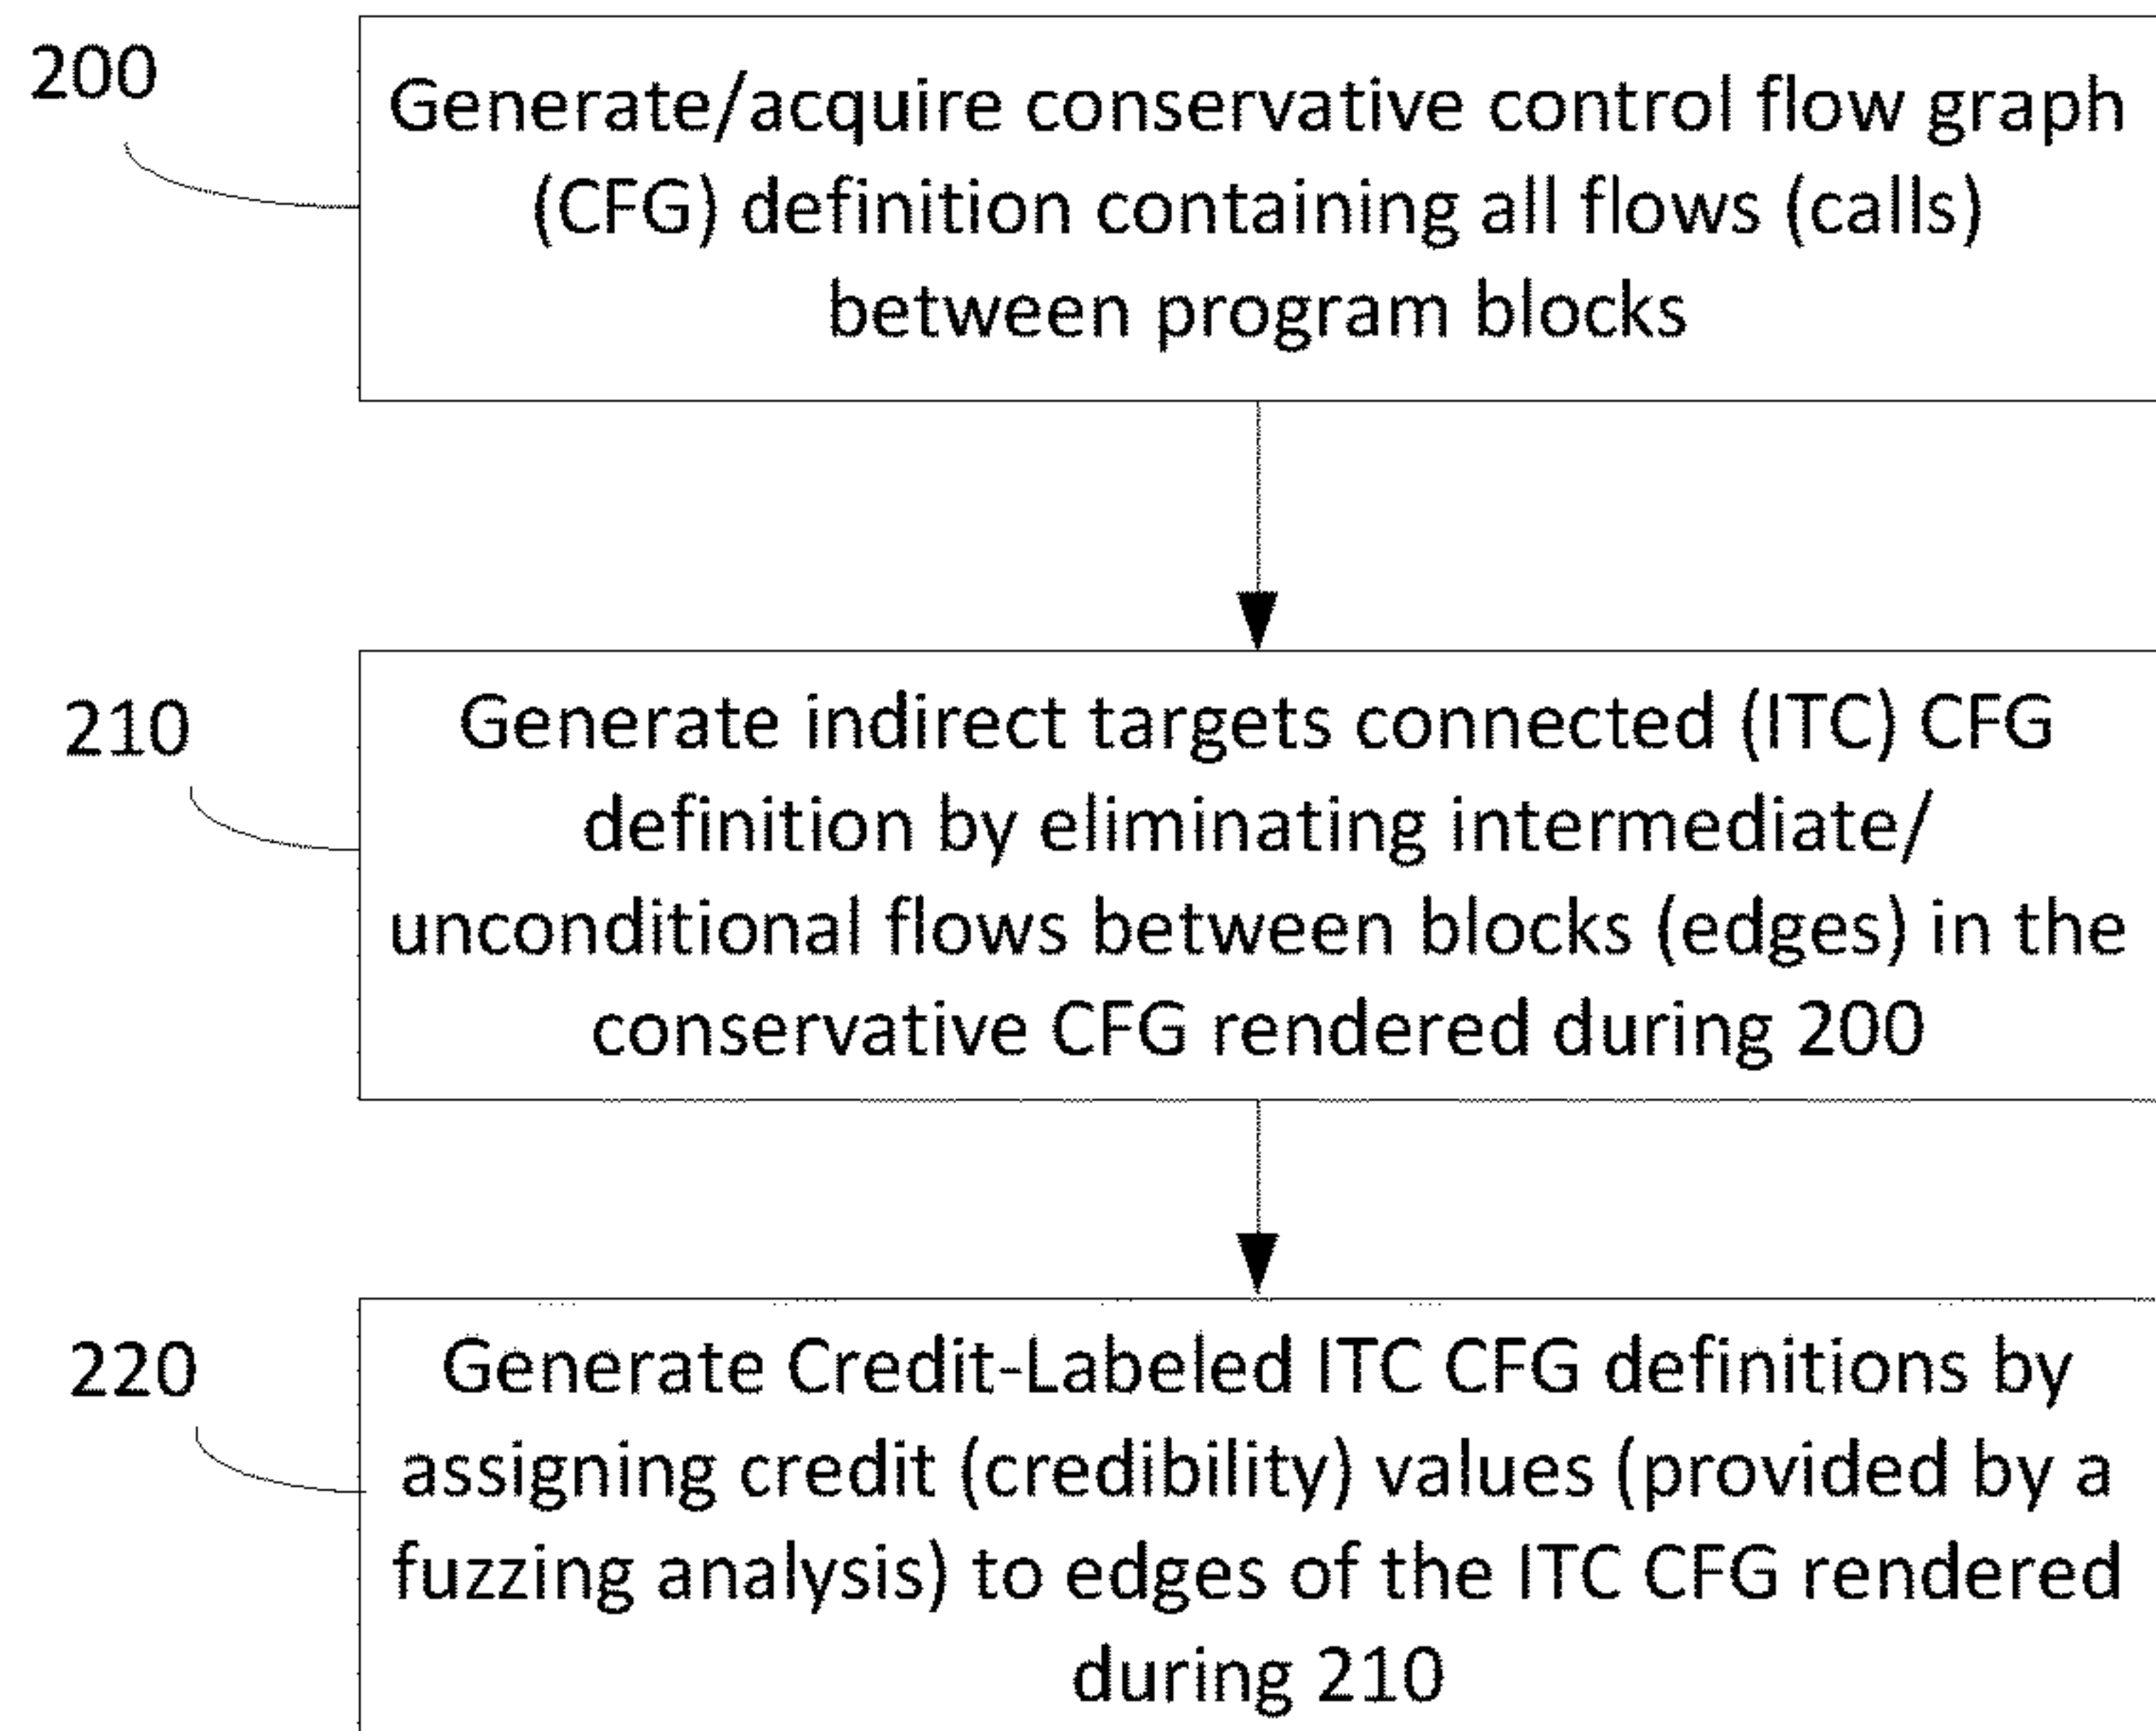 200
Generate/acquire conservative control flow graph
(CFG) definition containing all flows (calls)
between program blocks
210
Generate indirect targets connected (ITC) CFG
definition by eliminating intermediate/
unconditional flows between blocks (edges) in the
conservative CFG rendered during 200
220
Generate Credit-Labeled ITC CFG definitions by
assigning credit (credibility) values (provided by a
fuzzing analysis) to edges of the ITC CFG rendered
during 210